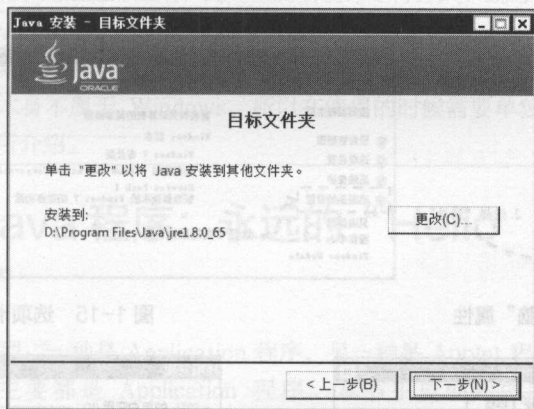 Java 安装 - 目标文件夹
Java
ORACLE
目标文件夹
单击 "更改" 以将 Java 安装到其他文件夹。
安装到:
D:\Program Files\Java\jre1.8.0_65
更改(C)...
< 上一步(B)
下一步(N) >